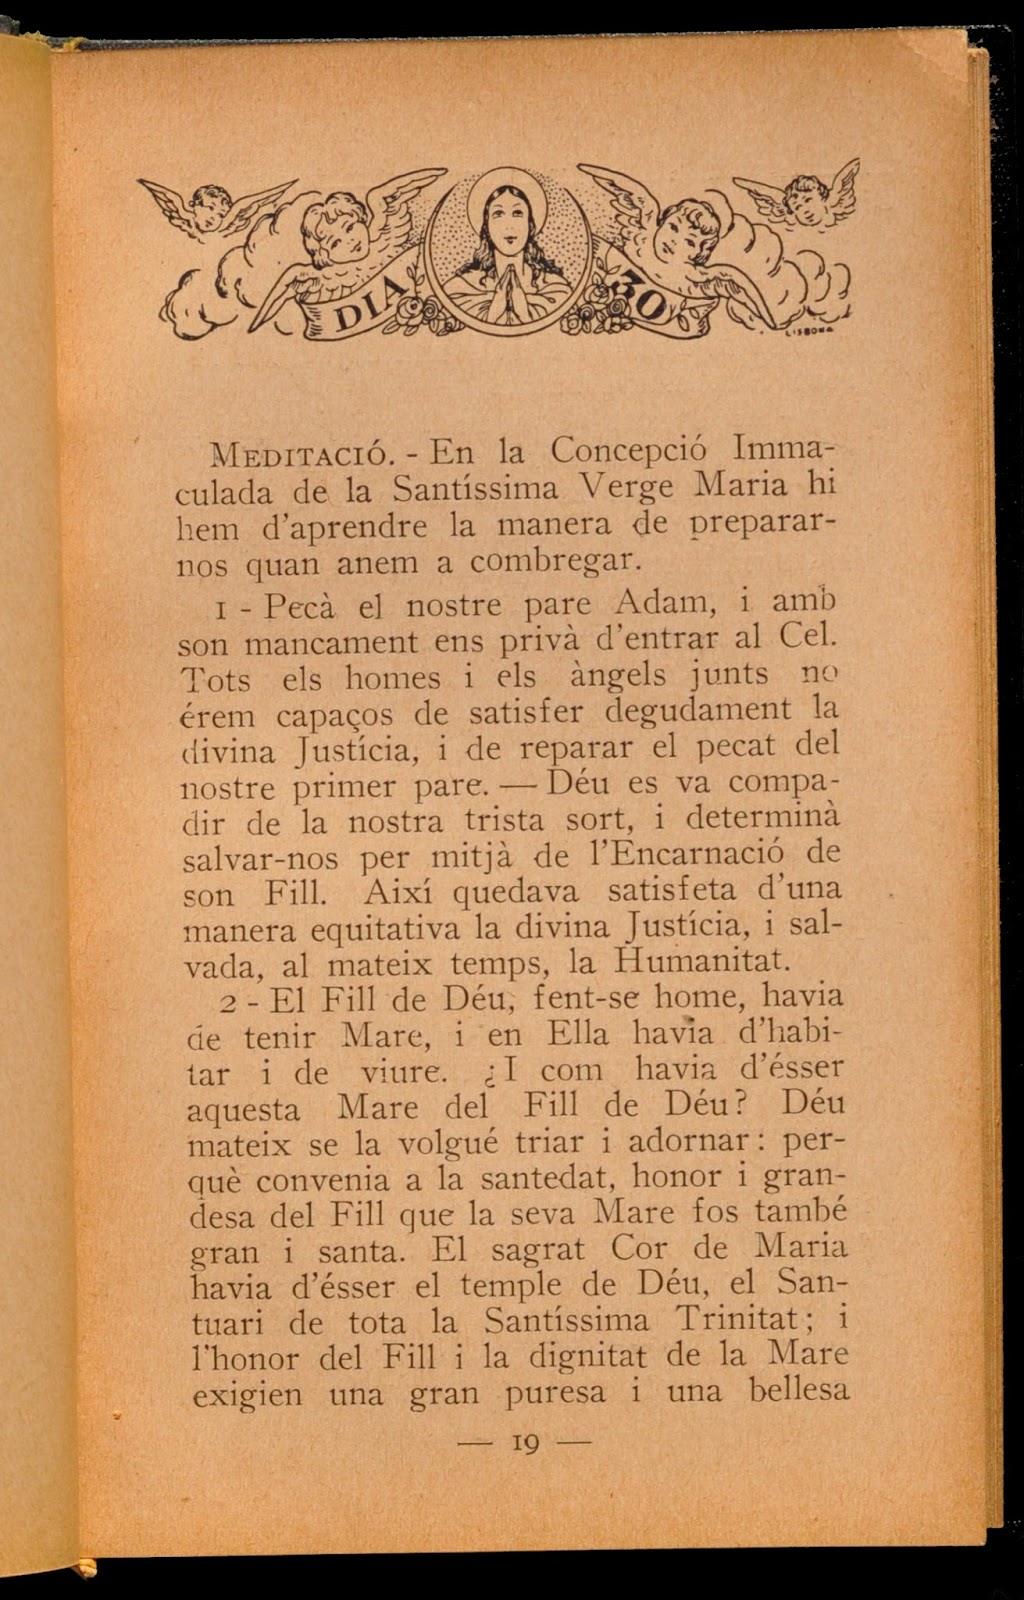 DIA 30
LISBONA
MEDITACIÓ. - En la Concepció Imma-
culada de la Santíssima Verge Maria hi
hem d'aprendre la manera de preparar-
nos quan anem a combregar.
1 - Pecà el nostre pare Adam, i amb
son mancament ens privà d'entrar al Cel.
Tots els homes i els àngels junts no
érem capaços de satisfer degudament la
divina Justícia, i de reparar el pecat del
nostre primer pare. — Déu es va compa-
dir de la nostra trista sort, i determinà
salvar-nos per mitjà de l'Encarnació de
son Fill. Així quedava satisfeta d'una
manera equitativa la divina Justícia, i sal-
vada, al mateix temps, la Humanitat.
2 - El Fill de Déu, fent-se home, havia
de tenir Mare, i en Ella havia d'habi-
tar i de viure. ¿I com havia d'ésser
aquesta Mare del Fill de Déu? Déu
mateix se la volgué triar i adornar: per-
què convenia a la santedat, honor i gran-
desa del Fill que la seva Mare fos també
gran i santa. El sagrat Cor de Maria
havia d'ésser el temple de Déu, el San-
tuari de tota la Santíssima Trinitat; i
l'honor del Fill i la dignitat de la Mare
exigien una gran puresa i una bellesa
— 19 —